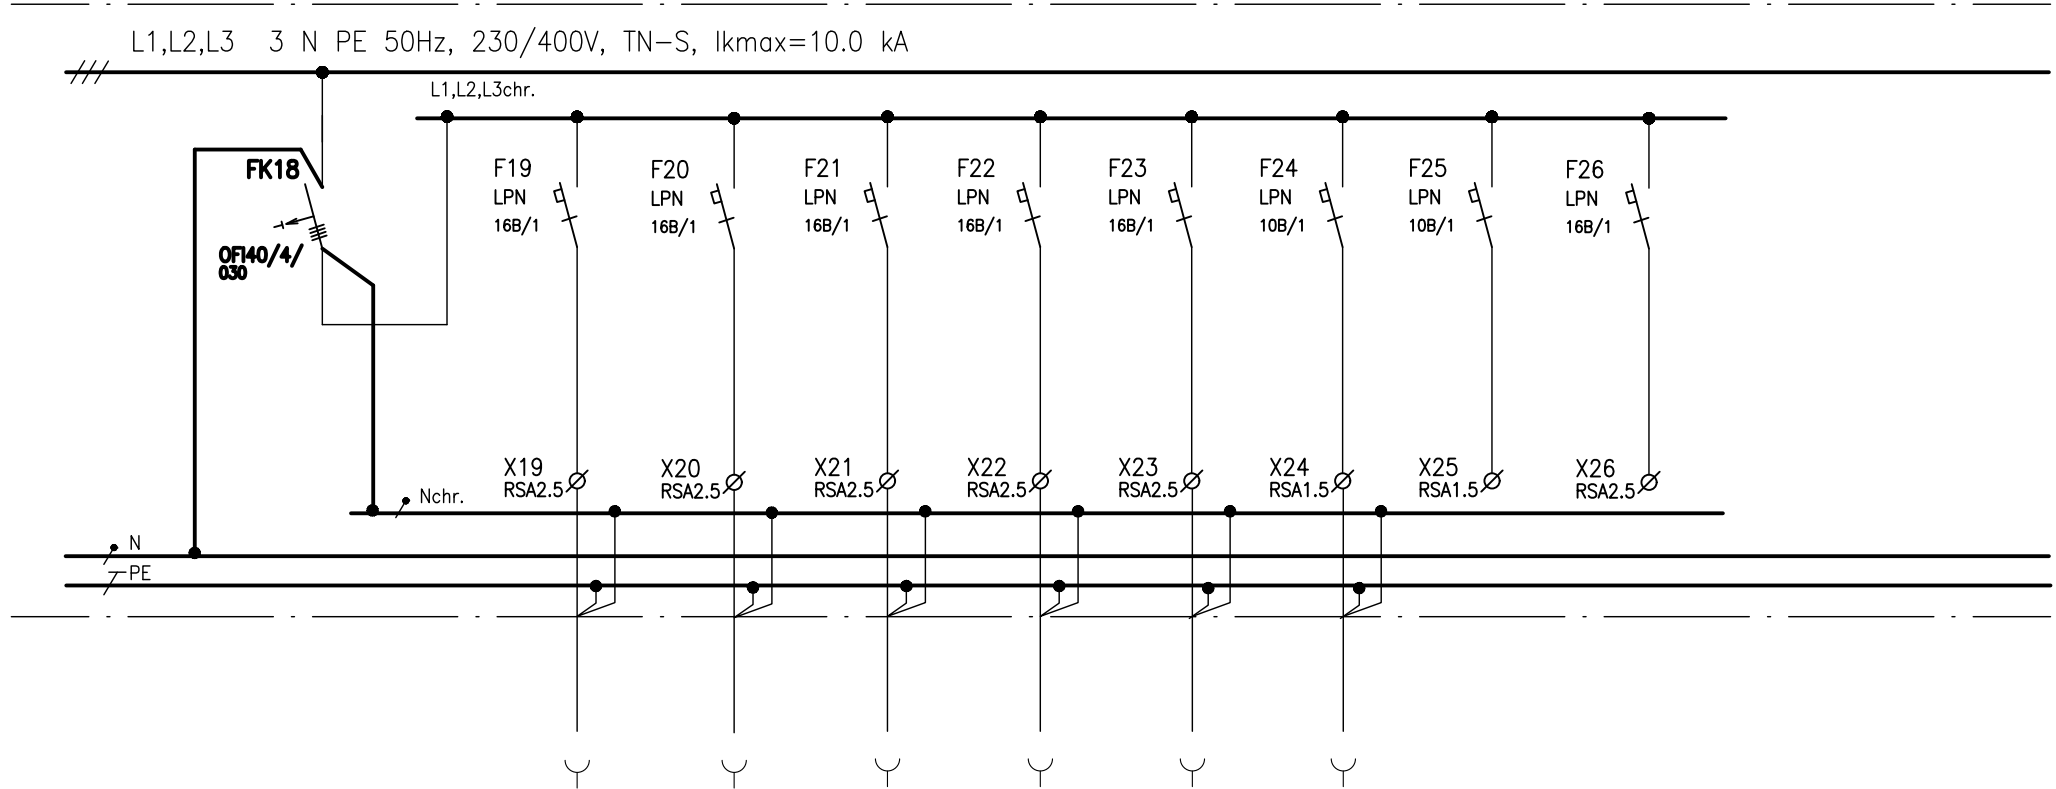 L1,L2,L3 3 N PE 50Hz, 230/400V, TN-S, Ikmax=10.0 kA
L1,L2,L3chr.
FK18
OFI40/4/
030
F19
LPN
16B/1
F20
LPN
16B/1
F21
LPN
16B/1
F22
LPN
16B/1
F23
LPN
16B/1
F24
LPN
10B/1
F25
LPN
10B/1
F26
LPN
16B/1
X19
RSA2.5
X20
RSA2.5
X21
RSA2.5
X22
RSA2.5
X23
RSA2.5
X24
RSA1.5
X25
RSA1.5
X26
RSA2.5
Nchr.
N
PE